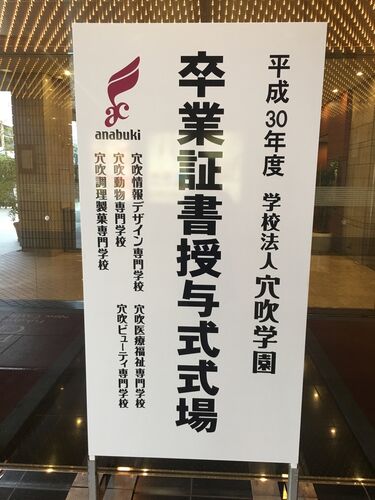 平成30年度 学校法人穴吹学園
卒業証書授与式式場
anabuki
穴吹情報デザイン専門学校
穴吹動物専門学校
穴吹調理製菓専門学校
穴吹医療福祉専門学校
穴吹ビューティ専門学校